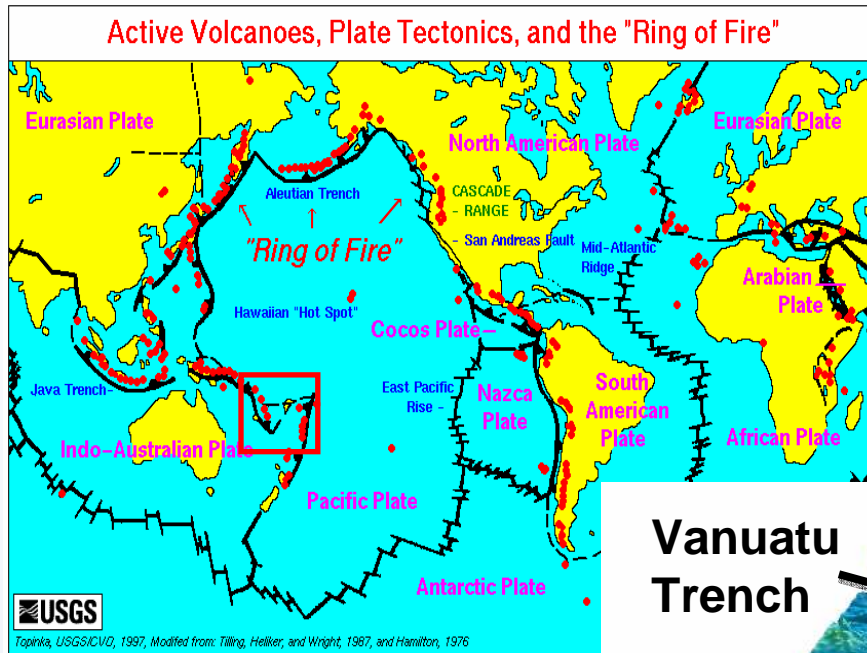 Active Volcanoes, Plate Tectonics, and the "Ring of Fire"
Eurasian Plate
North American Plate
Eurasian Plate
Aleutian Trench
CASCADE
- RANGE
"Ring of Fire"
- San Andreas Fault
Mid-Atlantic
Ridge
Arabian
Plate
Hawaiian "Hot Spot"
Cocos Plate
Java Trench-
East Pacific
Rise -
Nazca
Plate
South
American
Plate
Indo-Australian Plate
African Plate
Pacific Plate
Antarctic Plate
Vanuatu
Trench
USGS
Topinka, USGS/CVO, 1997, Modifed from: Tilling, Heliker, and Wright, 1987, and Hamilton, 1976